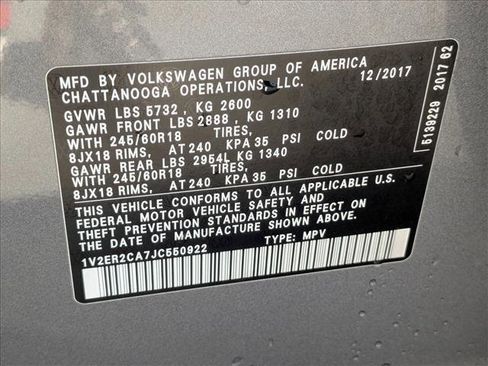 MFD BY VOLKSWAGEN GROUP OF AMERICA
CHATTANOOGA OPERATIONS, LLC. 12/2017
GVWR LBS 5732 , KG 2600
GAWR FRONT LBS 2888 , KG 1310
WITH 245/60R18 TIRES,
8JX18 RIMS, AT 240 KPA 35 PSI COLD
GAWR REAR LBS 2954L KG 1340
WITH 245/60R18 TIRES,
8JX18 RIMS, AT 240 KPA 35 PSI COLD
THIS VEHICLE CONFORMS TO ALL APPLICABLE U.S.
FEDERAL MOTOR VEHICLE SAFETY AND
THEFT PREVENTION STANDARDS IN EFFECT ON
THE DATE OF MANUFACTURE SHOWN ABOVE.
1V2ER2CA7JC550922 TYPE: MPV
5139229 2017 62